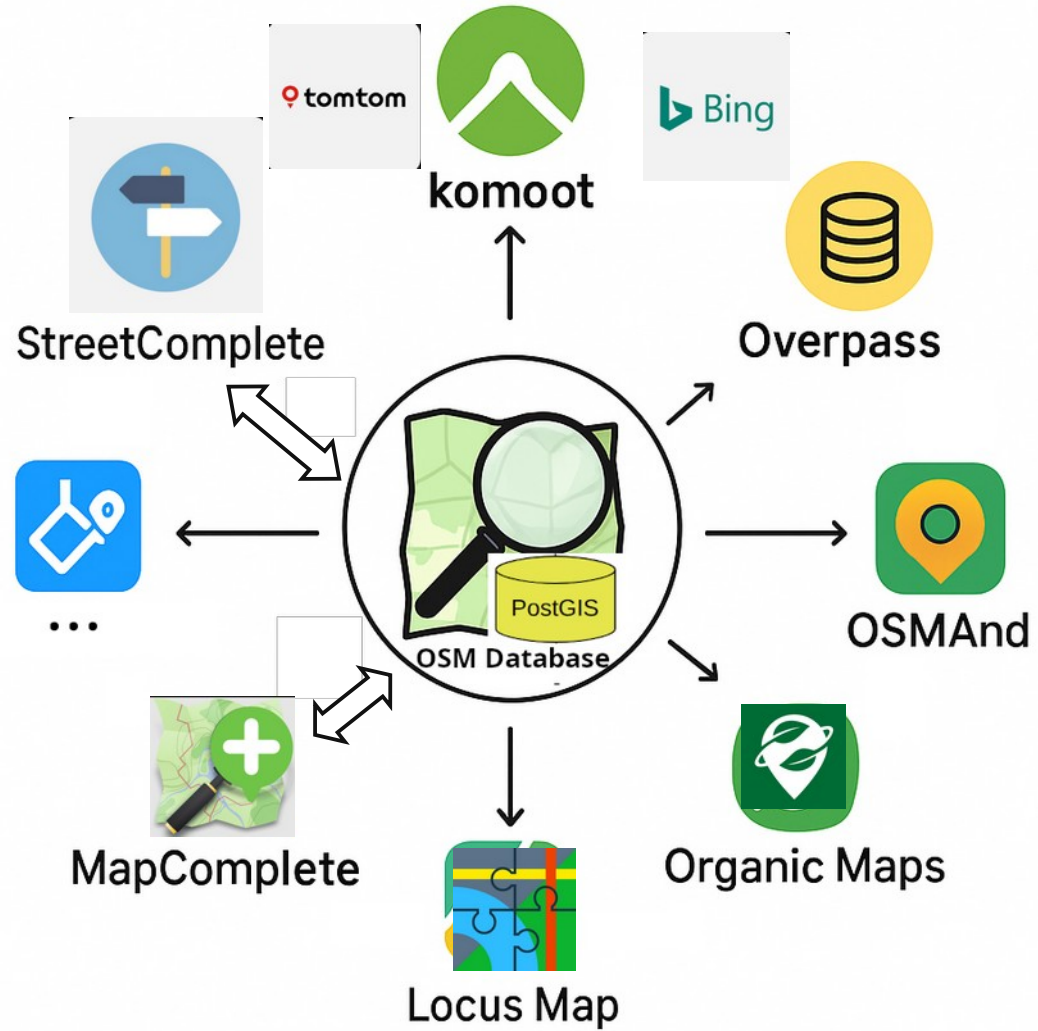 tomtom
Bing
komoot
StreetComplete
Overpass
...
PostGIS
OSM Database
OSMAnd
MapComplete
Organic Maps
Locus Map